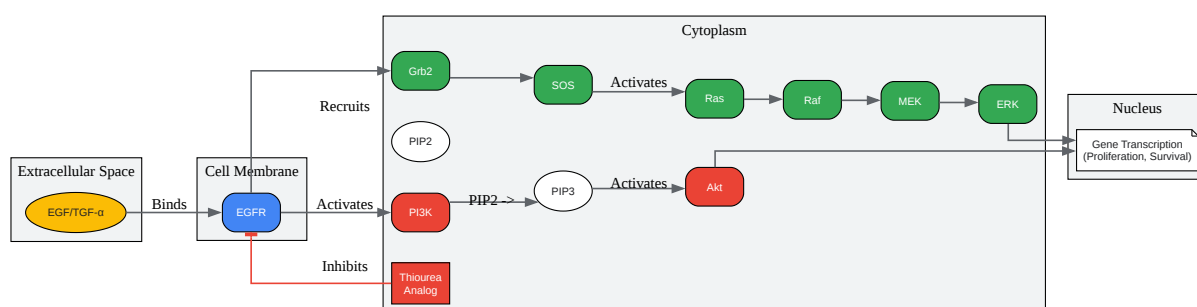 Cytoplasm
Grb2
SOS
Activates
Ras
Raf
MEK
ERK
Recruits
PIP2
Nucleus
Gene Transcription
(Proliferation, Survival)
Extracellular Space
EGF/TGF-α
Binds
Cell Membrane
EGFR
Activates
PI3K
PIP2 ->
PIP3
Activates
Akt
Inhibits
Thiourea
Analog